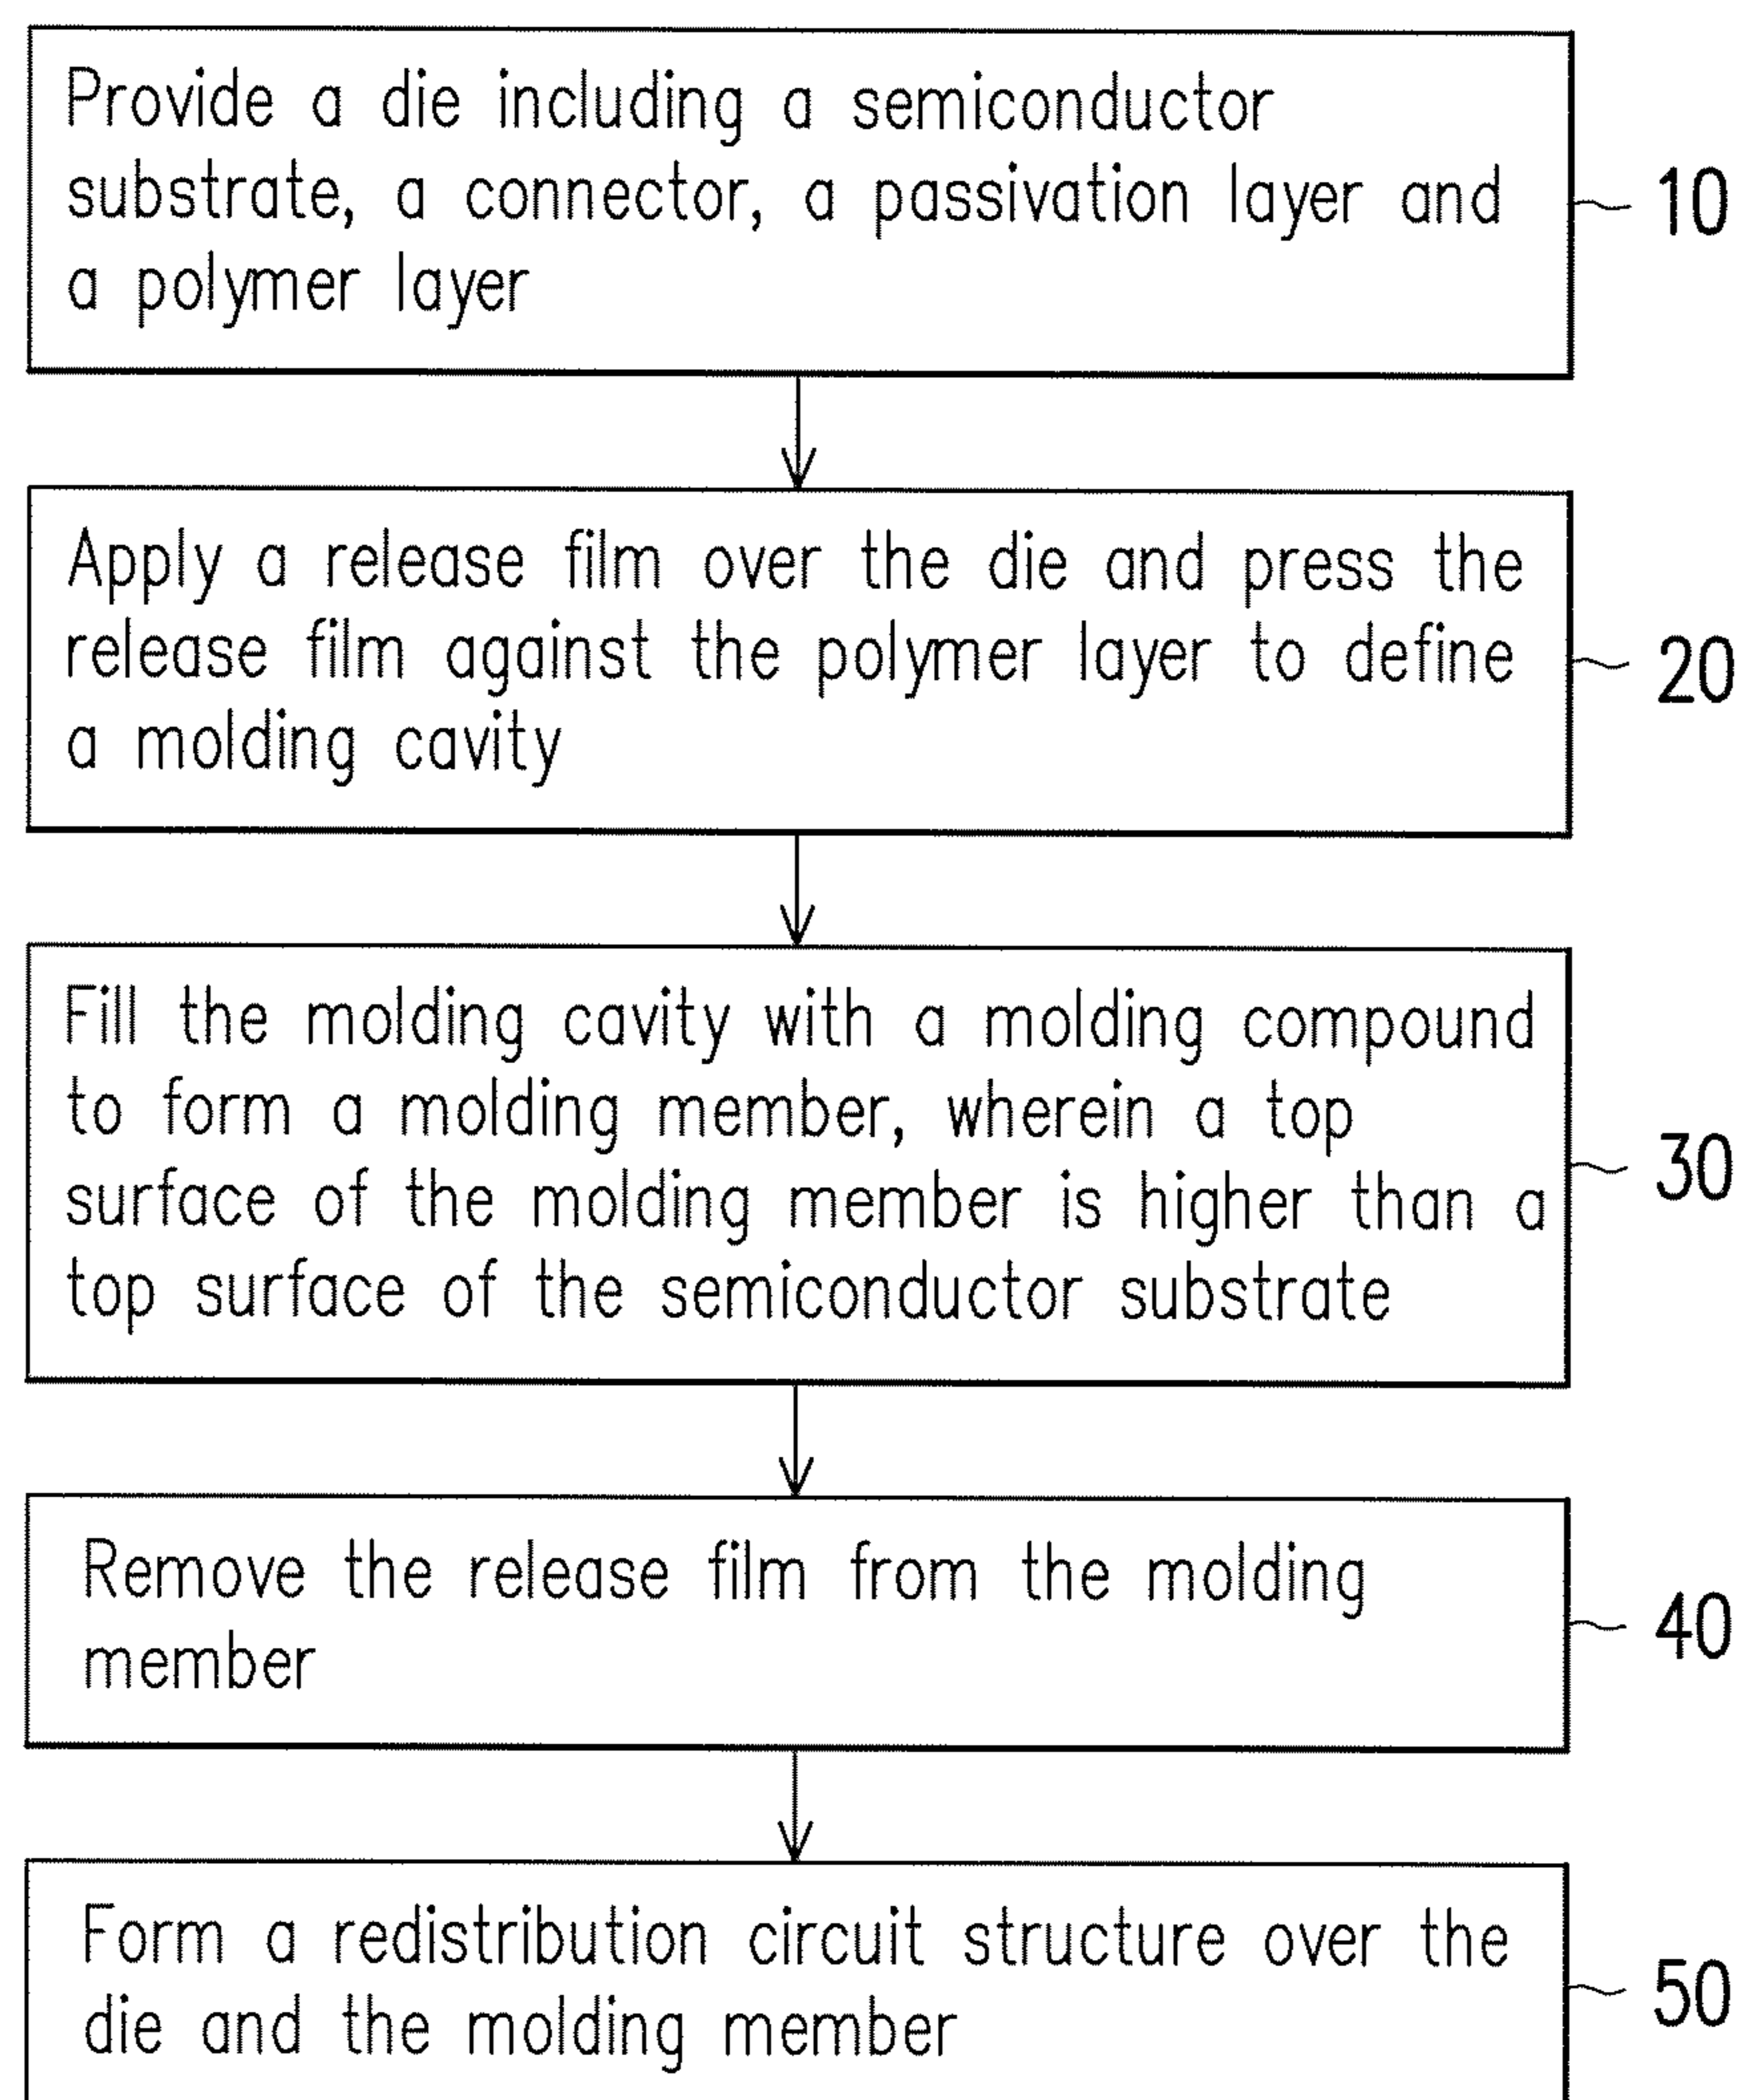 Provide a die including a semiconductor
substrate, a connector, a passivation layer and
a polymer layer
10
Apply a release film over the die and press the
release film against the polymer layer to define
a molding cavity
20
Fill the molding cavity with a molding compound
to form a molding member, wherein a top
surface of the molding member is higher than a
top surface of the semiconductor substrate
30
Remove the release film from the molding
member
40
Form a redistribution circuit structure over the
die and the molding member
50